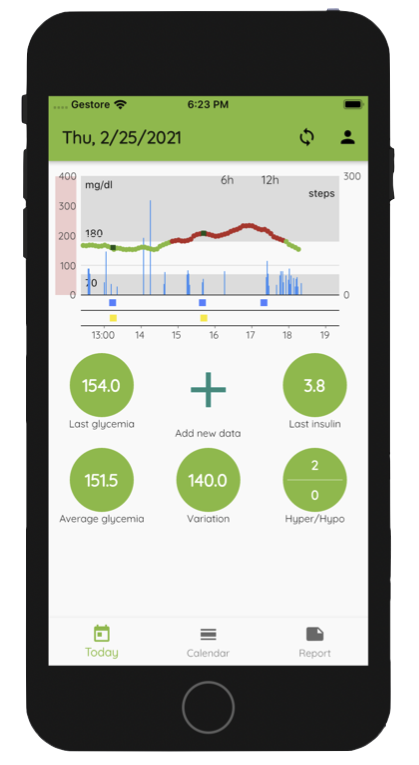 Gestore 6:23 PM
Thu, 2/25/2021
400 mg/dl 6h 12h 300
steps
300
200 180
100
0 70 0
13:00 14 15 16 17 18 19
154.0 3.8
Last glycemia Add new data Last insulin
151.5 140.0 2
0
Average glycemia Variation Hyper/Hypo
Today Calendar Report